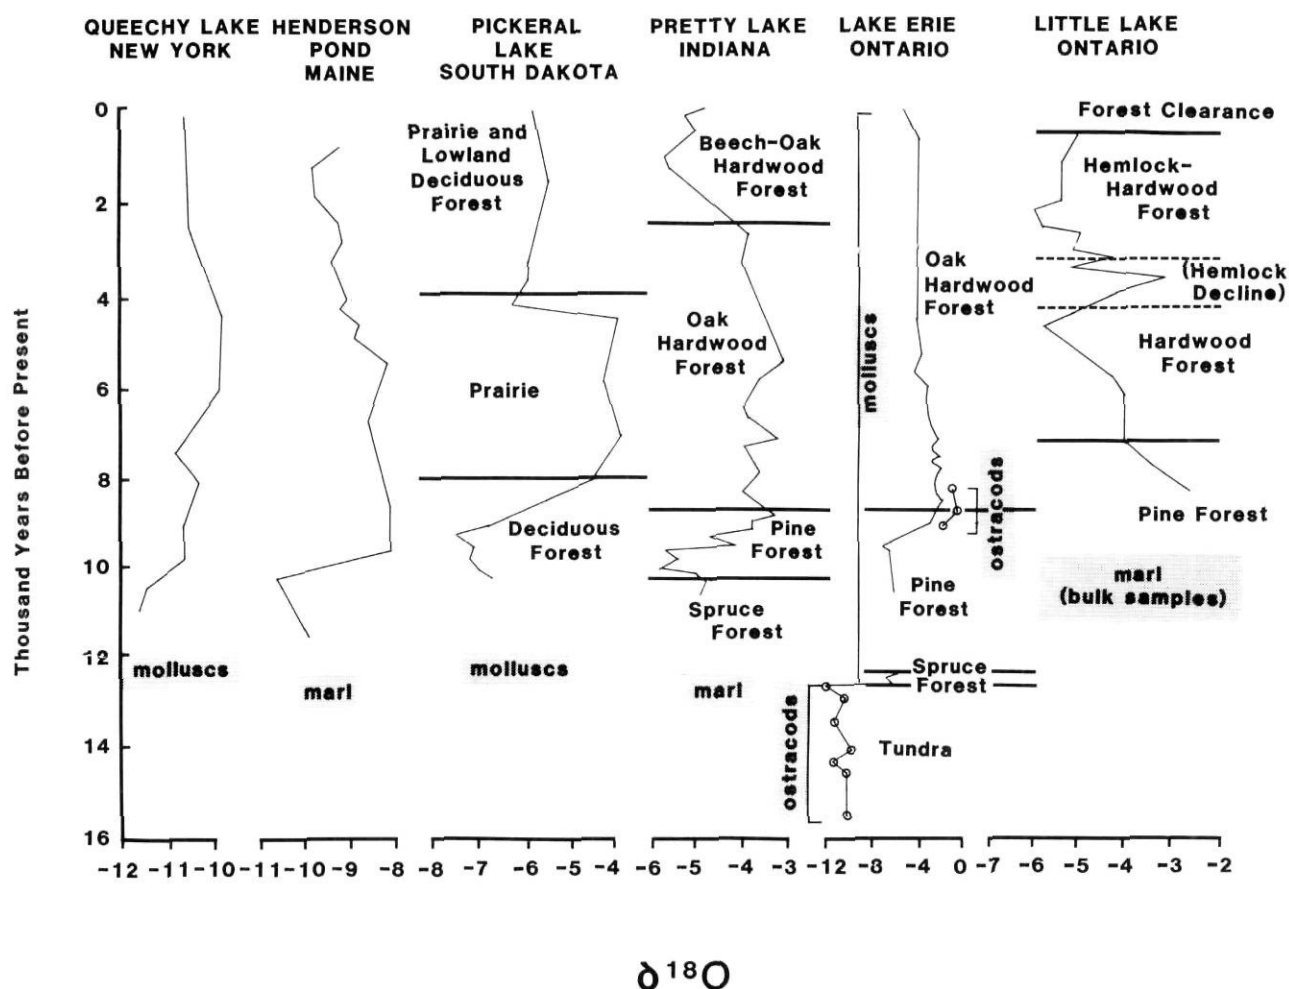 QUEECHY LAKE
NEW YORK
HENDERSON
POND
MAINE
PICKERAL
LAKE
SOUTH DAKOTA
PRETTY LAKE
INDIANA
LAKE ERIE
ONTARIO
LITTLE LAKE
ONTARIO
Thousand Years Before Present
0
2
4
6
8
10
12
14
16
molluscs
marl
Prairie and
Lowland
Deciduous
Forest
Prairie
Deciduous
Forest
molluscs
Beech-Oak
Hardwood
Forest
Oak
Hardwood
Forest
Pine
Forest
Spruce
Forest
marl
molluscs
Oak
Hardwood
Forest
ostracods
Pine
Forest
Spruce
Forest
ostracods
Tundra
Forest Clearance
Hemlock-
Hardwood
Forest
(Hemlock
Decline)
Hardwood
Forest
Pine Forest
marl
(bulk samples)
-12 -11 -10
-11 -10 -9 -8
-8 -7 -6 -5 -4
-6 -5 -4 -3
-12 -8 -4 0
-7 -6 -5 -4 -3 -2
δ18O